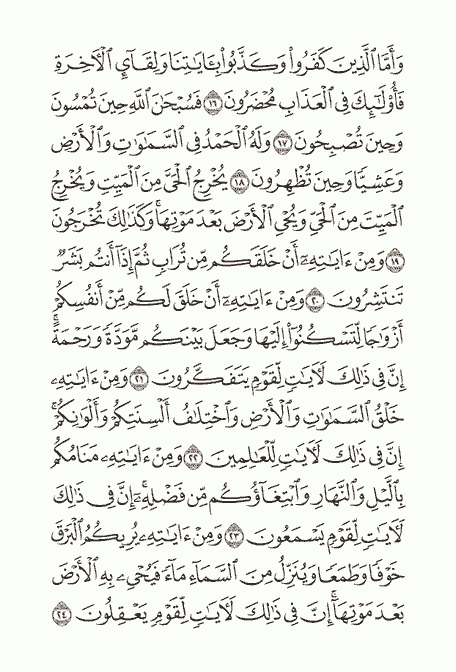 وَأَمَّا ٱلَّذِينَ كَفَرُواْ وَكَذَّبُواْ بِـَٔايَٰتِنَا وَلِقَآيِٕ ٱلۡأٓخِرَةِ
فَأُوْلَٰٓئِكَ فِي ٱلۡعَذَابِ مُحۡضَرُونَ ١٦ فَسُبۡحَٰنَ ٱللَّهِ حِينَ تُمۡسُونَ
وَحِينَ تُصۡبِحُونَ ١٧ وَلَهُ ٱلۡحَمۡدُ فِي ٱلسَّمَٰوَٰتِ وَٱلۡأَرۡضِ
وَعَشِيّٗا وَحِينَ تُظۡهِرُونَ ١٨ يُخۡرِجُ ٱلۡحَيَّ مِنَ ٱلۡمَيِّتِ وَيُخۡرِجُ
ٱلۡمَيِّتَ مِنَ ٱلۡحَيِّ وَيُحۡيِ ٱلۡأَرۡضَ بَعۡدَ مَوۡتِهَاۚ وَكَذَٰلِكَ تُخۡرَجُونَ
١٩ وَمِنۡ ءَايَٰتِهِۦٓ أَنۡ خَلَقَكُم مِّن تُرَابٖ ثُمَّ إِذَآ أَنتُم بَشَرٞ
تَنتَشِرُونَ ٢٠ وَمِنۡ ءَايَٰتِهِۦٓ أَنۡ خَلَقَ لَكُم مِّنۡ أَنفُسِكُمۡ
أَزۡوَٰجٗا لِّتَسۡكُنُوٓاْ إِلَيۡهَا وَجَعَلَ بَيۡنَكُم مَّوَدَّةٗ وَرَحۡمَةًۚ
إِنَّ فِي ذَٰلِكَ لَأٓيَٰتٖ لِّقَوۡمٖ يَتَفَكَّرُونَ ٢١ وَمِنۡ ءَايَٰتِهِۦ
خَلۡقُ ٱلسَّمَٰوَٰتِ وَٱلۡأَرۡضِ وَٱخۡتِلَٰفُ أَلۡسِنَتِكُمۡ وَأَلۡوَٰنِكُمۡۚ
إِنَّ فِي ذَٰلِكَ لَأٓيَٰتٖ لِّلۡعَٰلِمِينَ ٢٢ وَمِنۡ ءَايَٰتِهِۦ مَنَامُكُم
بِٱلَّيۡلِ وَٱلنَّهَارِ وَٱبۡتِغَآؤُكُم مِّن فَضۡلِهِۦٓۚ إِنَّ فِي ذَٰلِكَ
لَأٓيَٰتٖ لِّقَوۡمٖ يَسۡمَعُونَ ٢٣ وَمِنۡ ءَايَٰتِهِۦ يُرِيكُمُ ٱلۡبَرۡقَ
خَوۡفٗا وَطَمَعٗا وَيُنَزِّلُ مِنَ ٱلسَّمَآءِ مَآءٗ فَيُحۡيِۦ بِهِ ٱلۡأَرۡضَ
بَعۡدَ مَوۡتِهَآۚ إِنَّ فِي ذَٰلِكَ لَأٓيَٰتٖ لِّقَوۡمٖ يَعۡقِلُونَ ٢٤